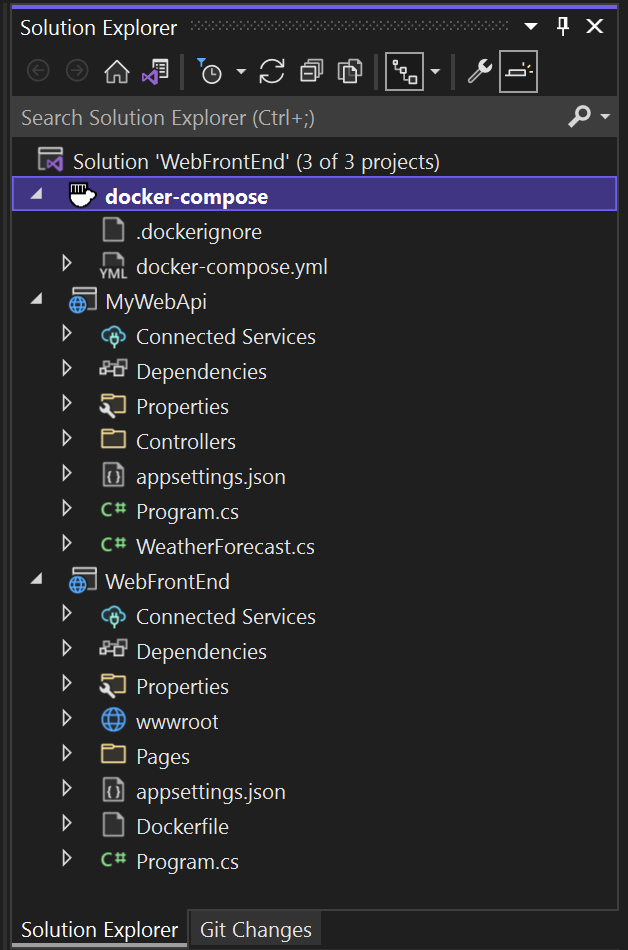 Solution Explorer
Search Solution Explorer (Ctrl+;)
Solution 'WebFrontEnd' (3 of 3 projects)
docker-compose
.dockerignore
YML docker-compose.yml
MyWebApi
Connected Services
Dependencies
Properties
Controllers
appsettings.json
C# Program.cs
C# WeatherForecast.cs
WebFrontEnd
Connected Services
Dependencies
Properties
wwwroot
Pages
appsettings.json
Dockerfile
C# Program.cs
Solution Explorer Git Changes